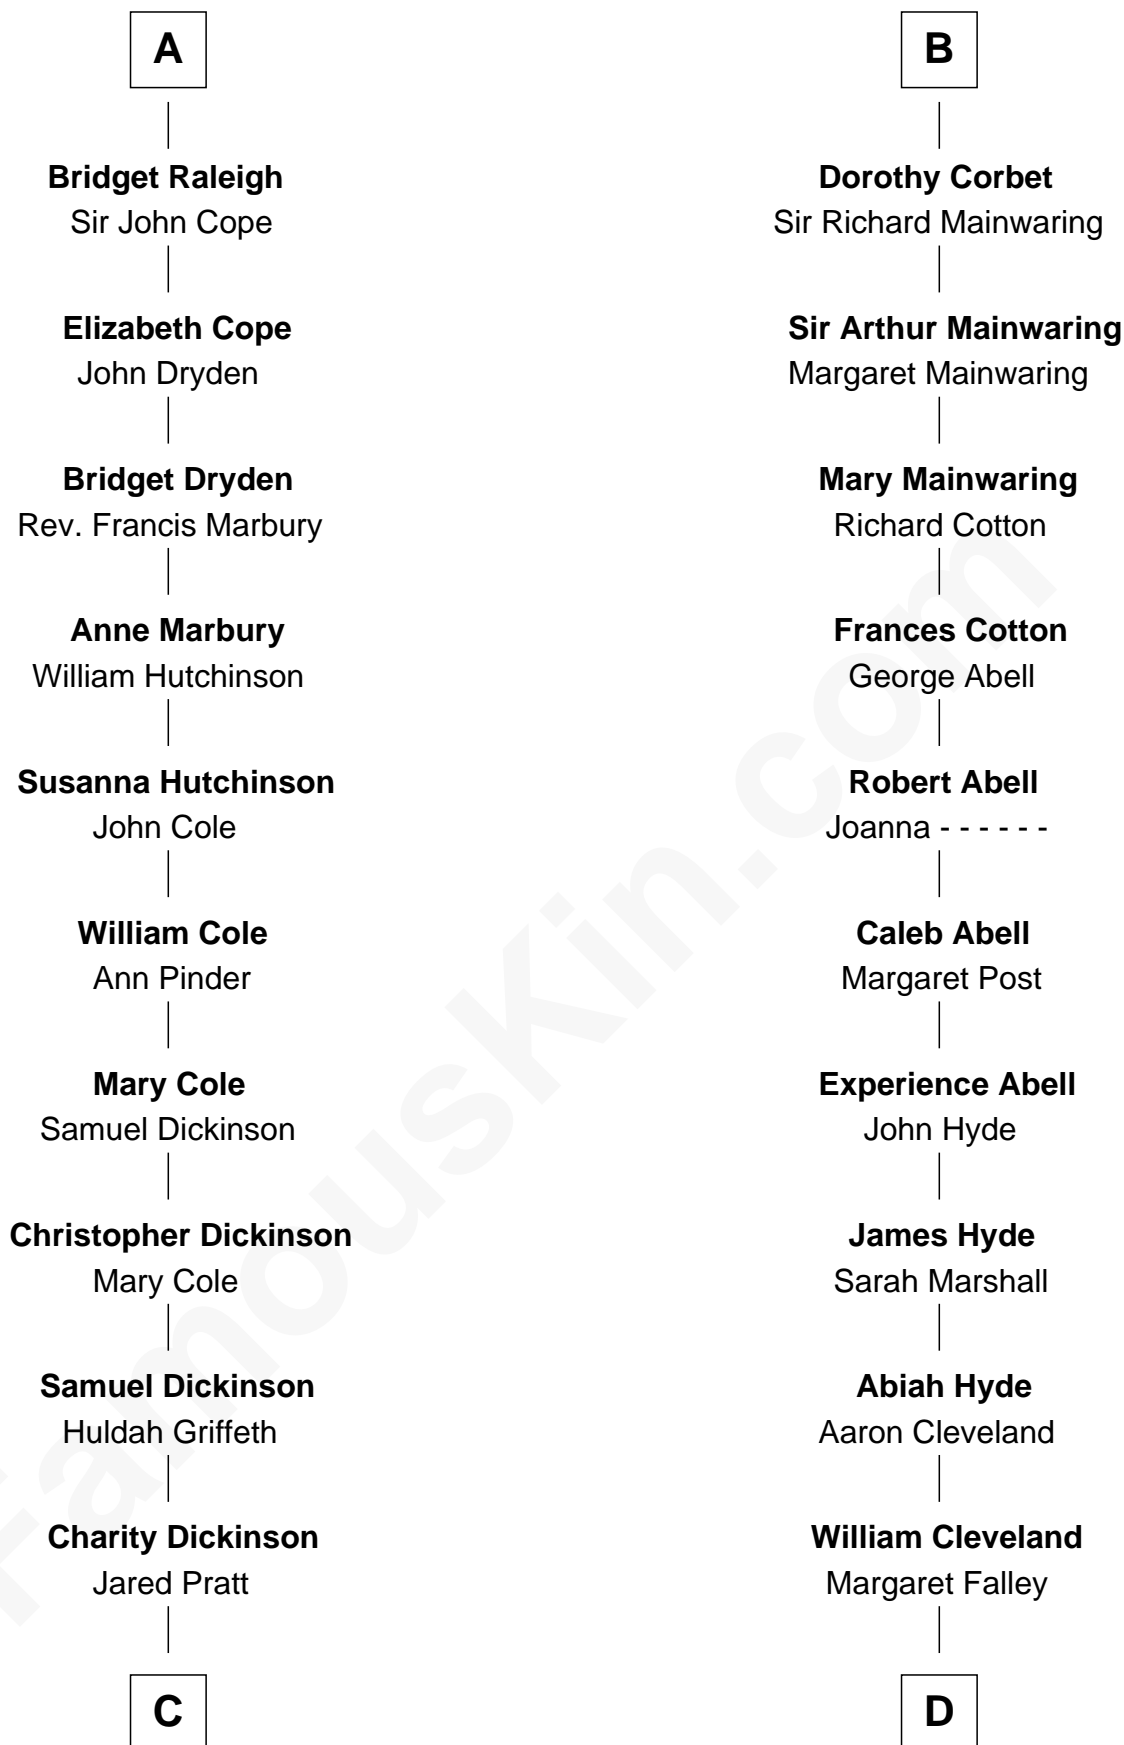 A
Bridget Raleigh
Sir John Cope
Elizabeth Cope
John Dryden
Bridget Dryden
Rev. Francis Marbury
Anne Marbury
William Hutchinson
Susanna Hutchinson
John Cole
William Cole
Ann Pinder
Mary Cole
Samuel Dickinson
Christopher Dickinson
Mary Cole
Samuel Dickinson
Huldah Griffeth
Charity Dickinson
Jared Pratt
C
B
Dorothy Corbet
Sir Richard Mainwaring
Sir Arthur Mainwaring
Margaret Mainwaring
Mary Mainwaring
Richard Cotton
Frances Cotton
George Abell
Robert Abell
Joanna - - - - - -
Caleb Abell
Margaret Post
Experience Abell
John Hyde
James Hyde
Sarah Marshall
Abiah Hyde
Aaron Cleveland
William Cleveland
Margaret Falley
D
FamousKin.com